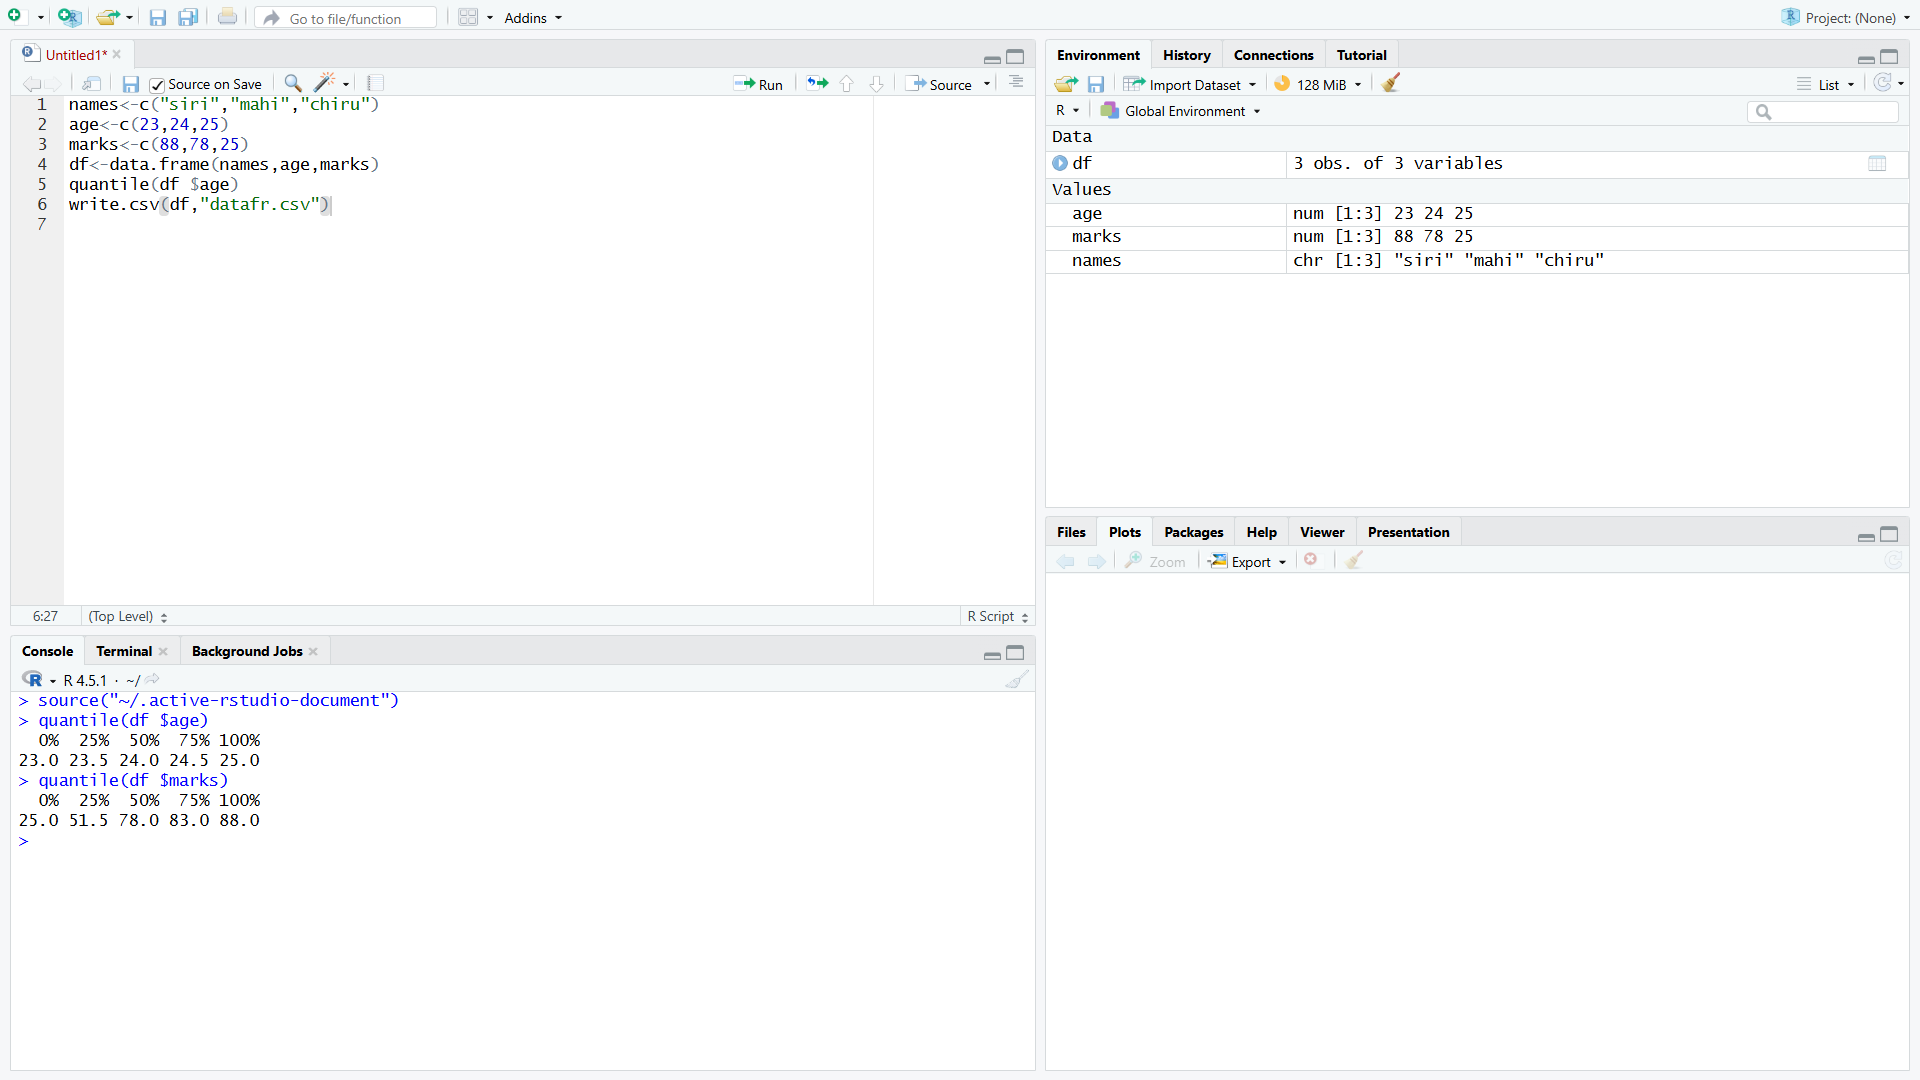 Go to file/function
Addins
Project: (None)
Untitled1*
Source on Save
Run
Source
1 names<-c("siri","mahi","chiru")
2 age<-c(23,24,25)
3 marks<-c(88,78,25)
4 df<-data.frame(names,age,marks)
5 quantile(df $age)
6 write.csv(df,"datafr.csv")
7
6:27 (Top Level) R Script
Console Terminal Background Jobs
R R 4.5.1 · ~/
> source("~/.active-rstudio-document")
> quantile(df $age)
0% 25% 50% 75% 100%
23.0 23.5 24.0 24.5 25.0
> quantile(df $marks)
0% 25% 50% 75% 100%
25.0 51.5 78.0 83.0 88.0
>
Environment History Connections Tutorial
Import Dataset 128 MiB List
R Global Environment
Data
df 3 obs. of 3 variables
Values
age num [1:3] 23 24 25
marks num [1:3] 88 78 25
names chr [1:3] "siri" "mahi" "chiru"
Files Plots Packages Help Viewer Presentation
Zoom Export